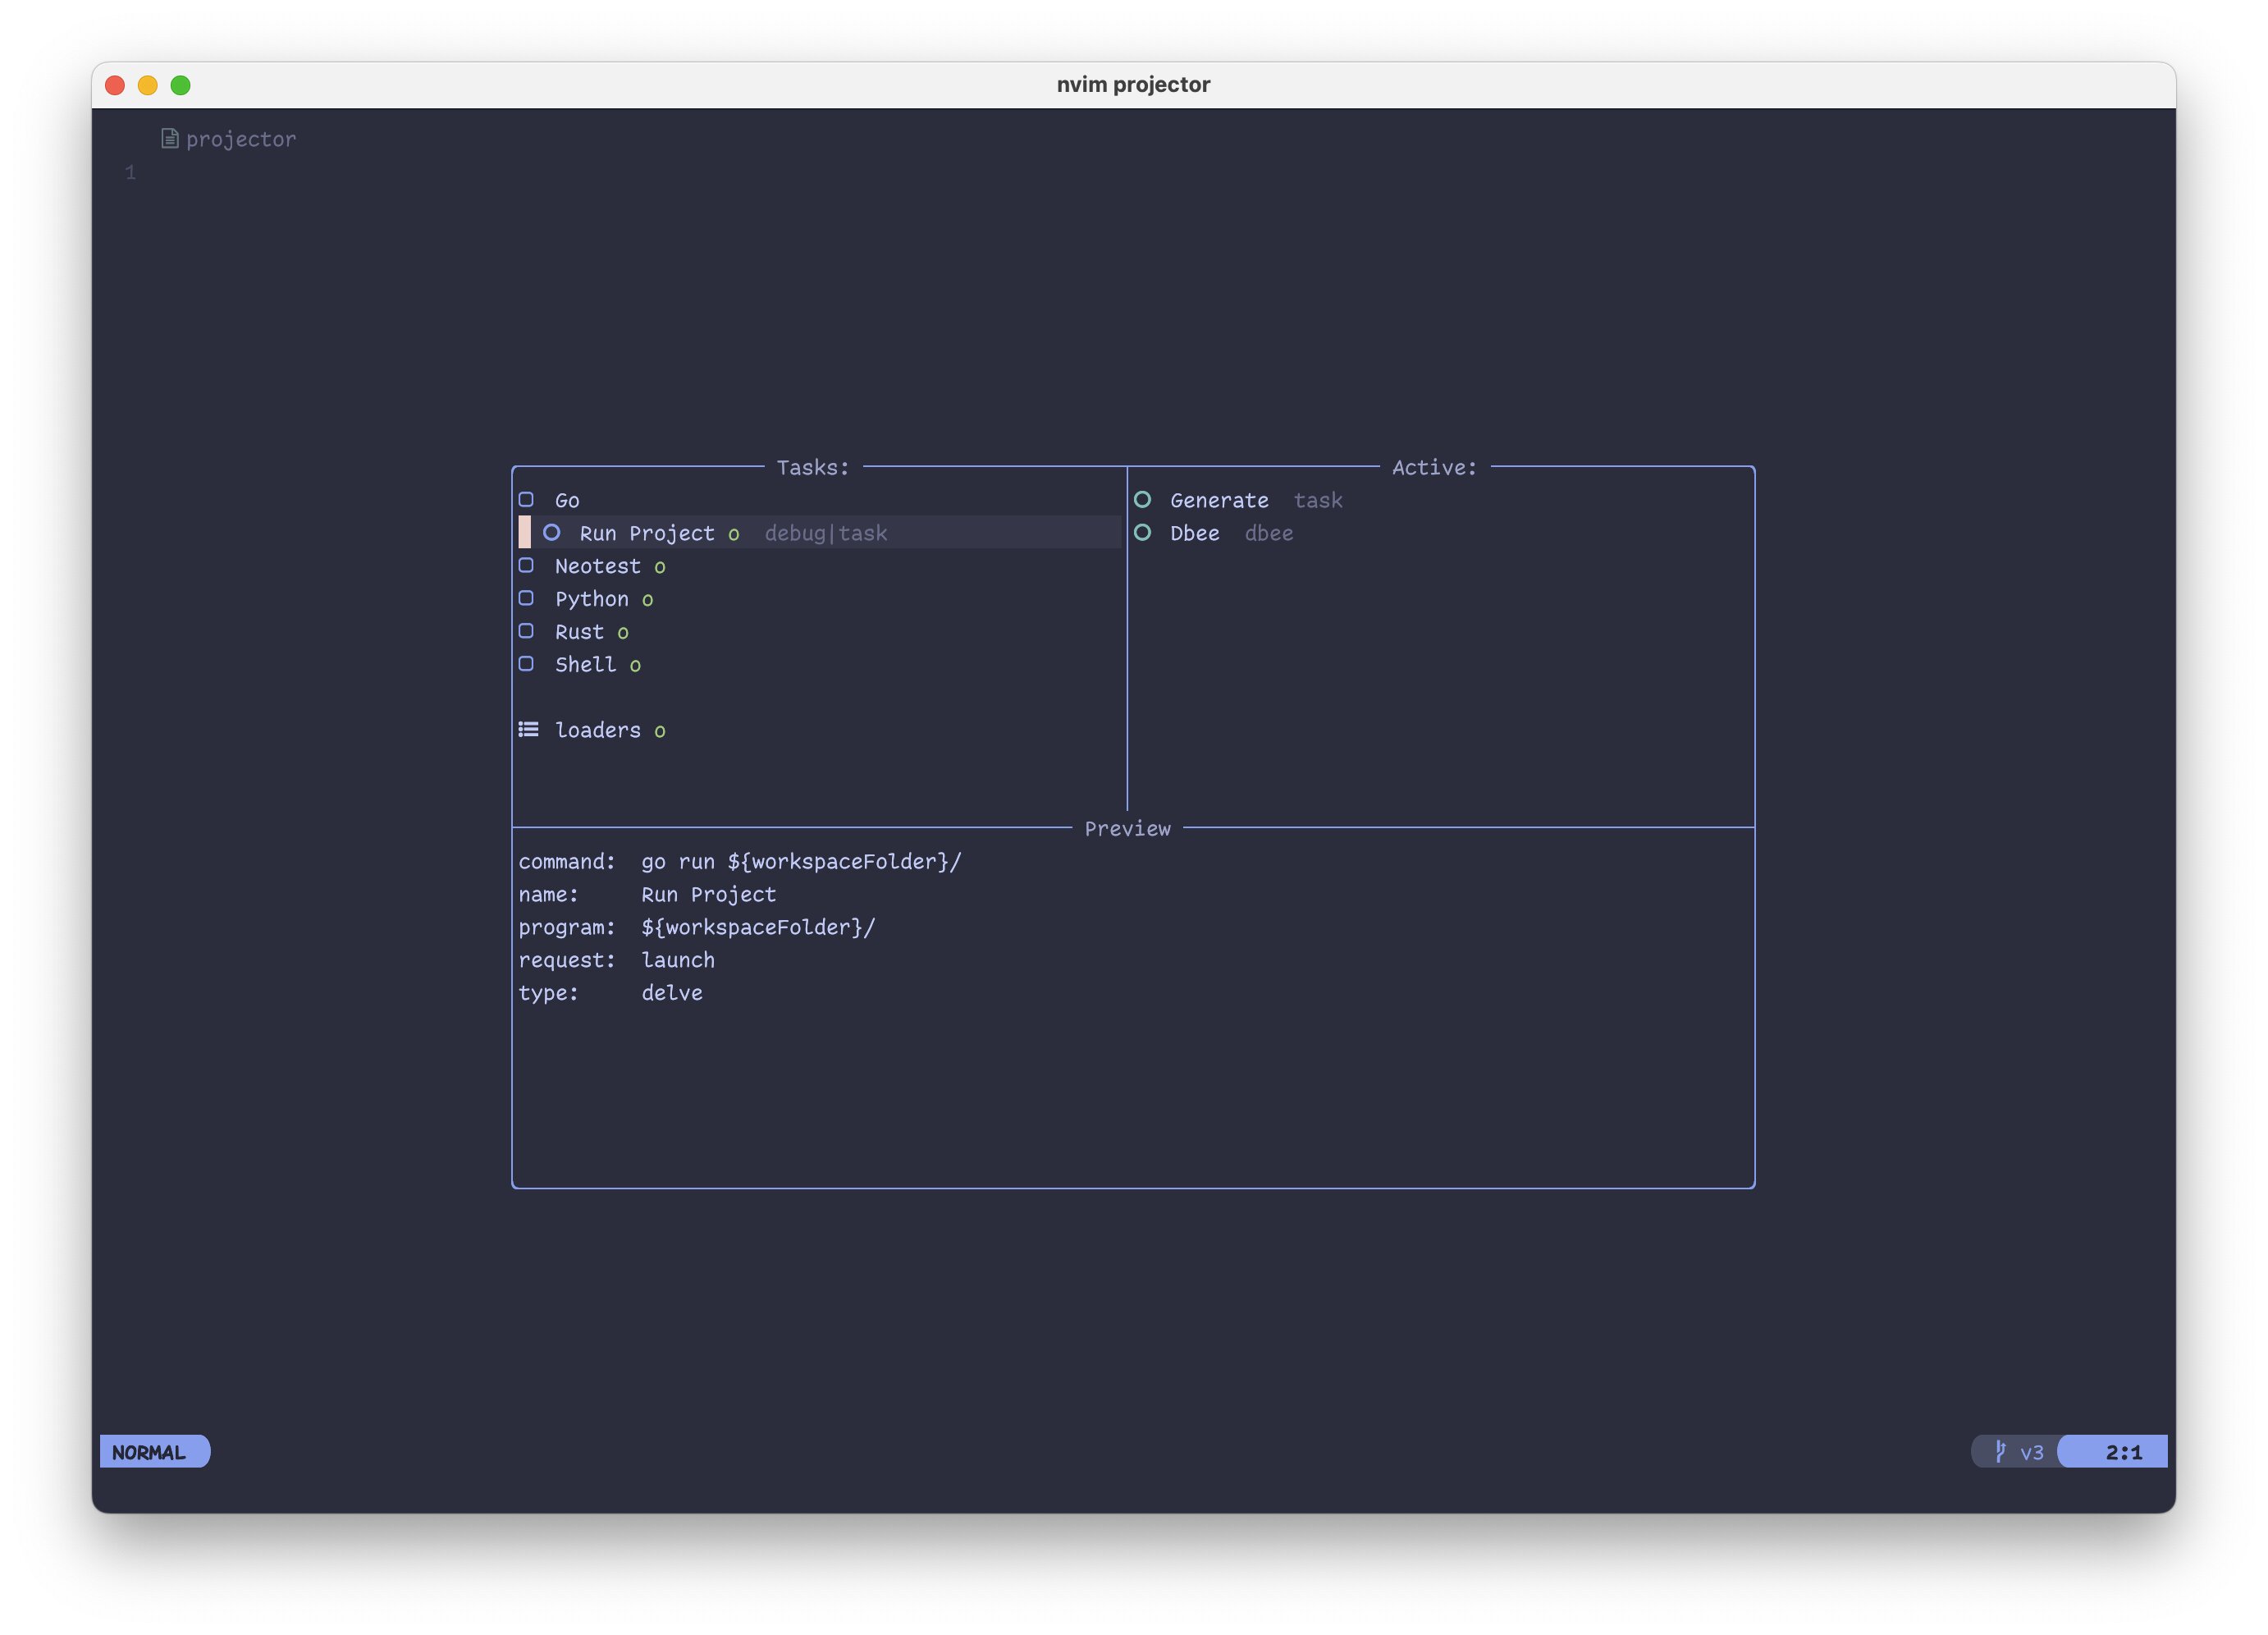 nvim projector
projector
1
Tasks:
Go
Run Project o debug|task
Neotest o
Python o
Rust o
Shell o
loaders o
Active:
Generate task
Dbee dbee
Preview
command: go run ${workspaceFolder}/
name: Run Project
program: ${workspaceFolder}/
request: launch
type: delve
NORMAL
v3
2:1